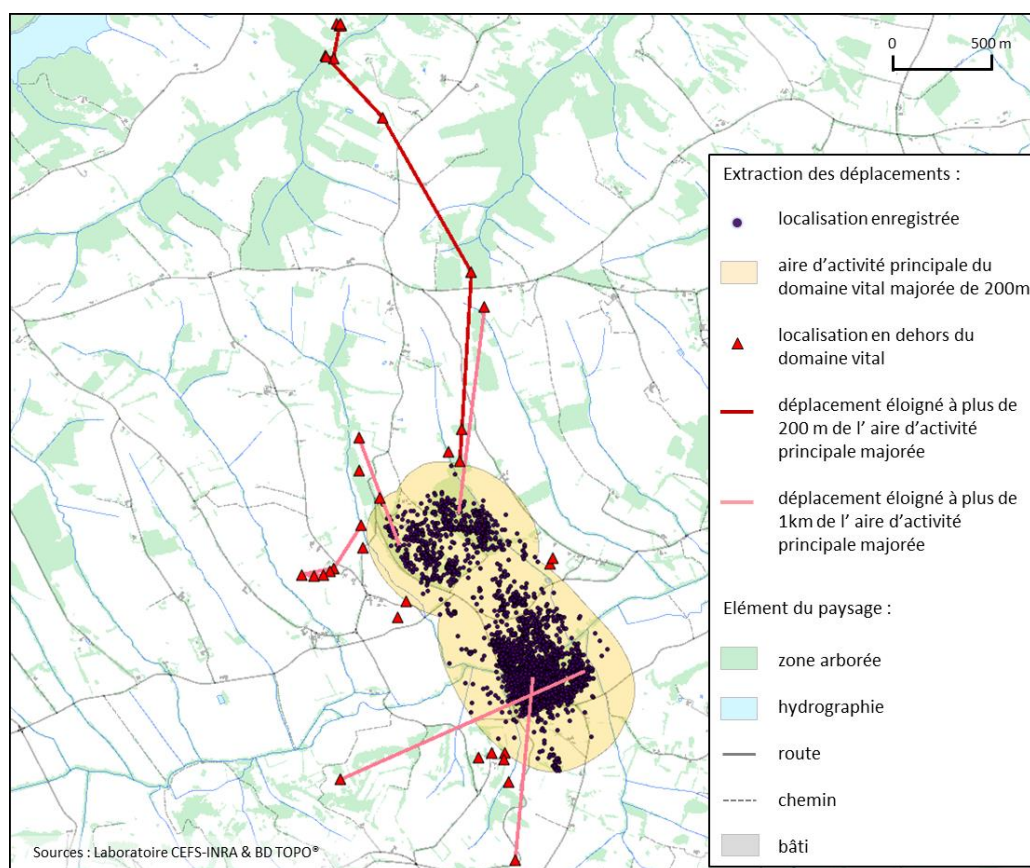 0 500 m
Extraction des déplacements :
localisation enregistrée
aire d'activité principale du
domaine vital majorée de 200m
localisation en dehors du
domaine vital
déplacement éloigné à plus de
200 m de l' aire d'activité
principale majorée
déplacement éloigné à plus de
1km de l' aire d'activité
principale majorée
Elément du paysage :
zone arborée
hydrographie
route
chemin
bâti
Sources : Laboratoire CEFS-INRA & BD TOPO®